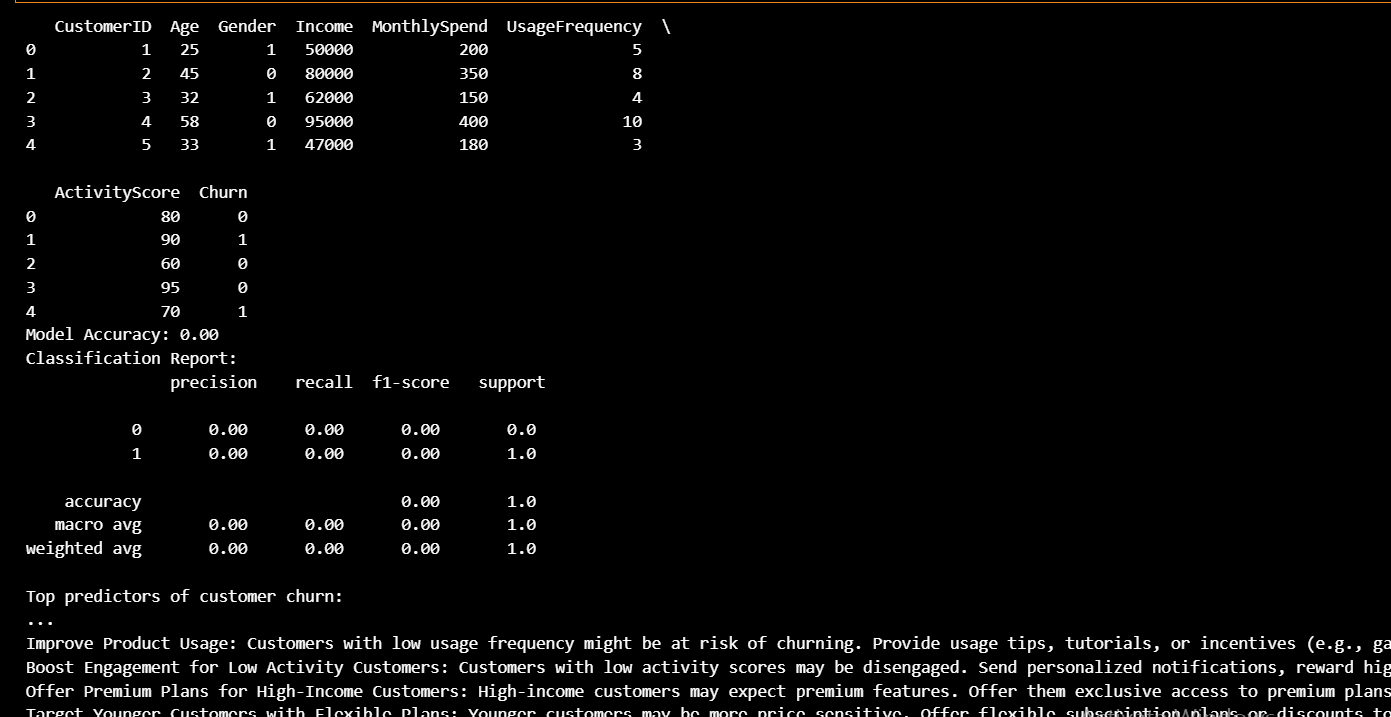 CustomerID Age Gender Income MonthlySpend UsageFrequency \
0 1 25 1 50000 200 5
1 2 45 0 80000 350 8
2 3 32 1 62000 150 4
3 4 58 0 95000 400 10
4 5 33 1 47000 180 3
ActivityScore Churn
0 80 0
1 90 1
2 60 0
3 95 0
4 70 1
Model Accuracy: 0.00
Classification Report:
precision recall f1-score support
0 0.00 0.00 0.00 0.0
1 0.00 0.00 0.00 1.0
accuracy 0.00 1.0
macro avg 0.00 0.00 0.00 1.0
weighted avg 0.00 0.00 0.00 1.0
Top predictors of customer churn:
...
Improve Product Usage: Customers with low usage frequency might be at risk of churning. Provide usage tips, tutorials, or incentives (e.g., ga
Boost Engagement for Low Activity Customers: Customers with low activity scores may be disengaged. Send personalized notifications, reward hig
Offer Premium Plans for High-Income Customers: High-income customers may expect premium features. Offer them exclusive access to premium plans
Target Younger Customers with Flexible Plans: Younger customers may be more price sensitive. Offer flexible subscription plans or discounts to